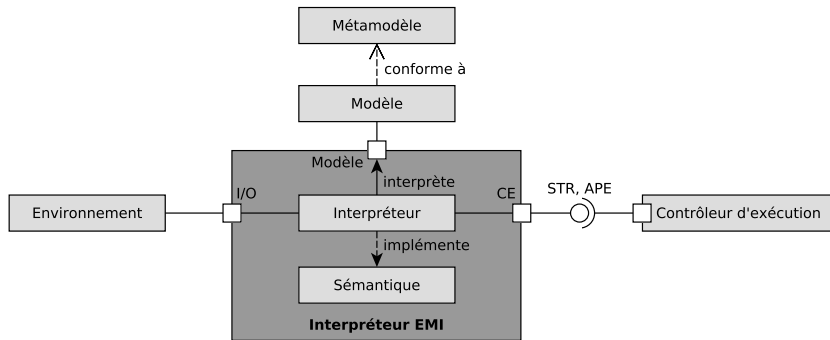 Métamodèle
conforme à
Modèle
Modèle
interprète
I/O
CE
STR, APE
Environnement
Interpréteur
Contrôleur d'exécution
implémente
Sémantique
Interpréteur EMI